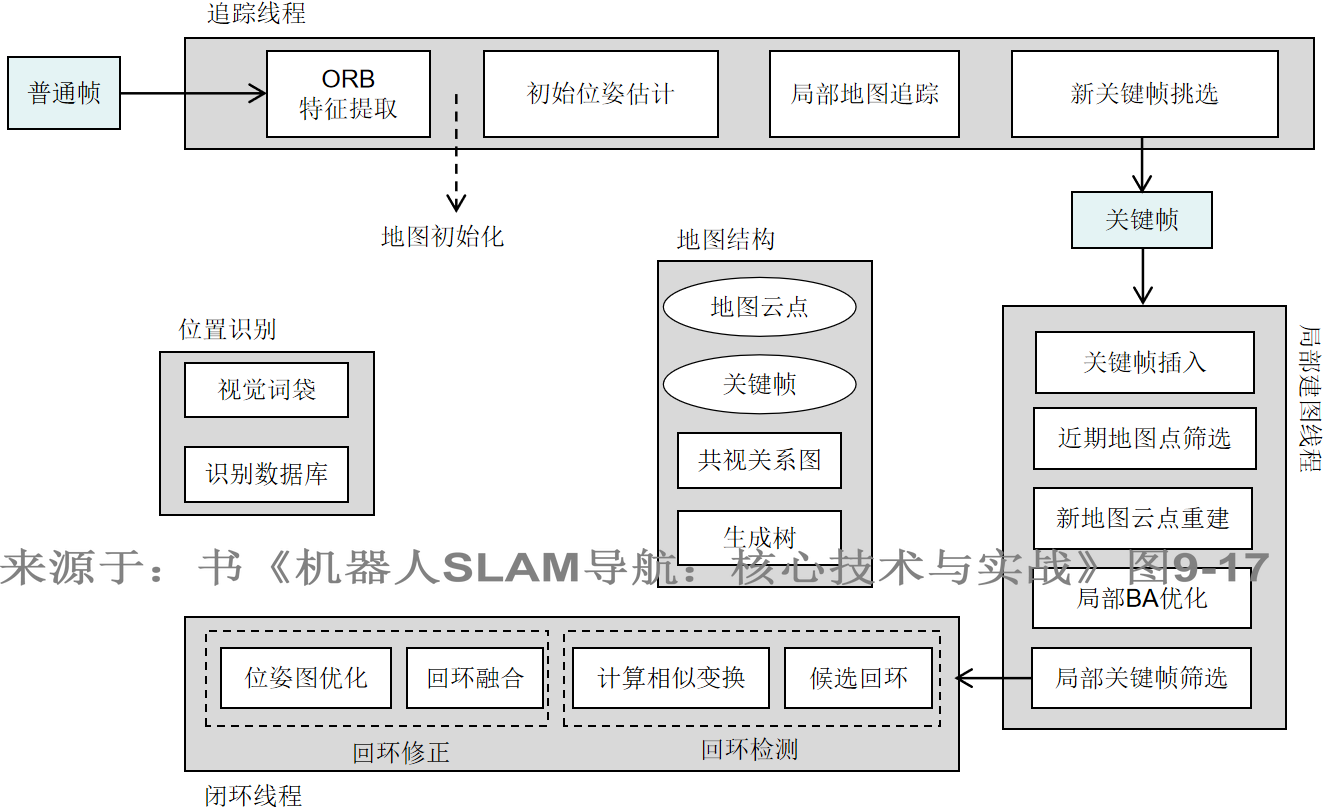 追踪线程
普通帧
ORB
特征提取
初始位姿估计
局部地图追踪
新关键帧挑选
地图初始化
关键帧
地图结构
地图云点
关键帧
共视关系图
生成树
位置识别
视觉词袋
识别数据库
局部建图线程
关键帧插入
近期地图点筛选
新地图云点重建
来源于：书《机器人SLAM导航：核心技术与实战》图9-17
局部BA优化
局部关键帧筛选
位姿图优化
回环融合
计算相似变换
候选回环
回环修正
回环检测
闭环线程